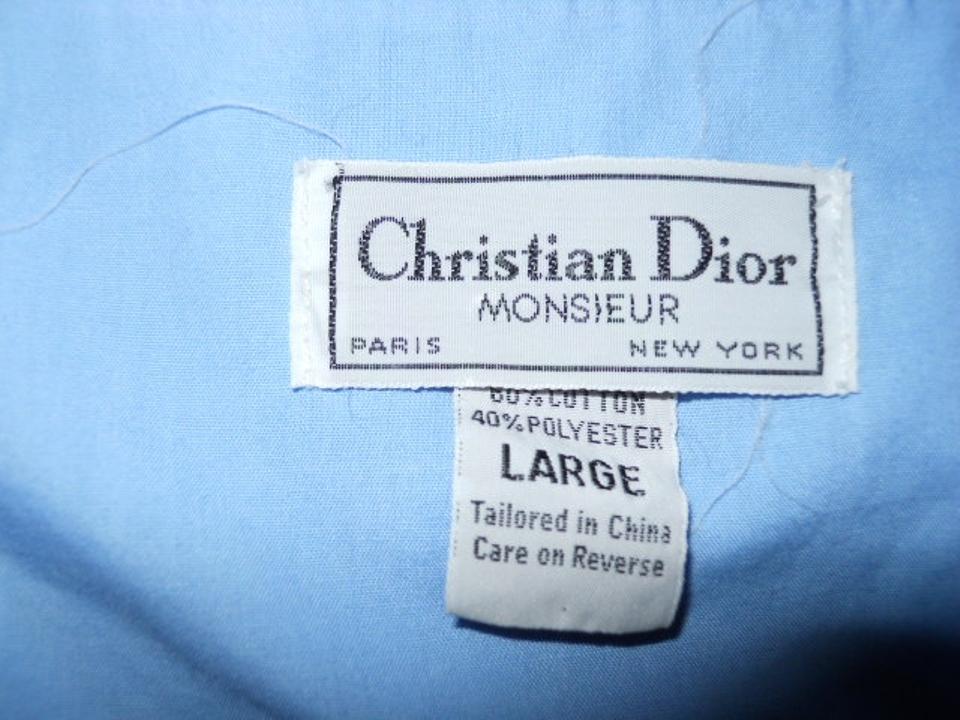 Christian Dior
MONSIEUR
PARIS NEW YORK
60% COTTON
40% POLYESTER
LARGE
Tailored in China
Care on Reverse